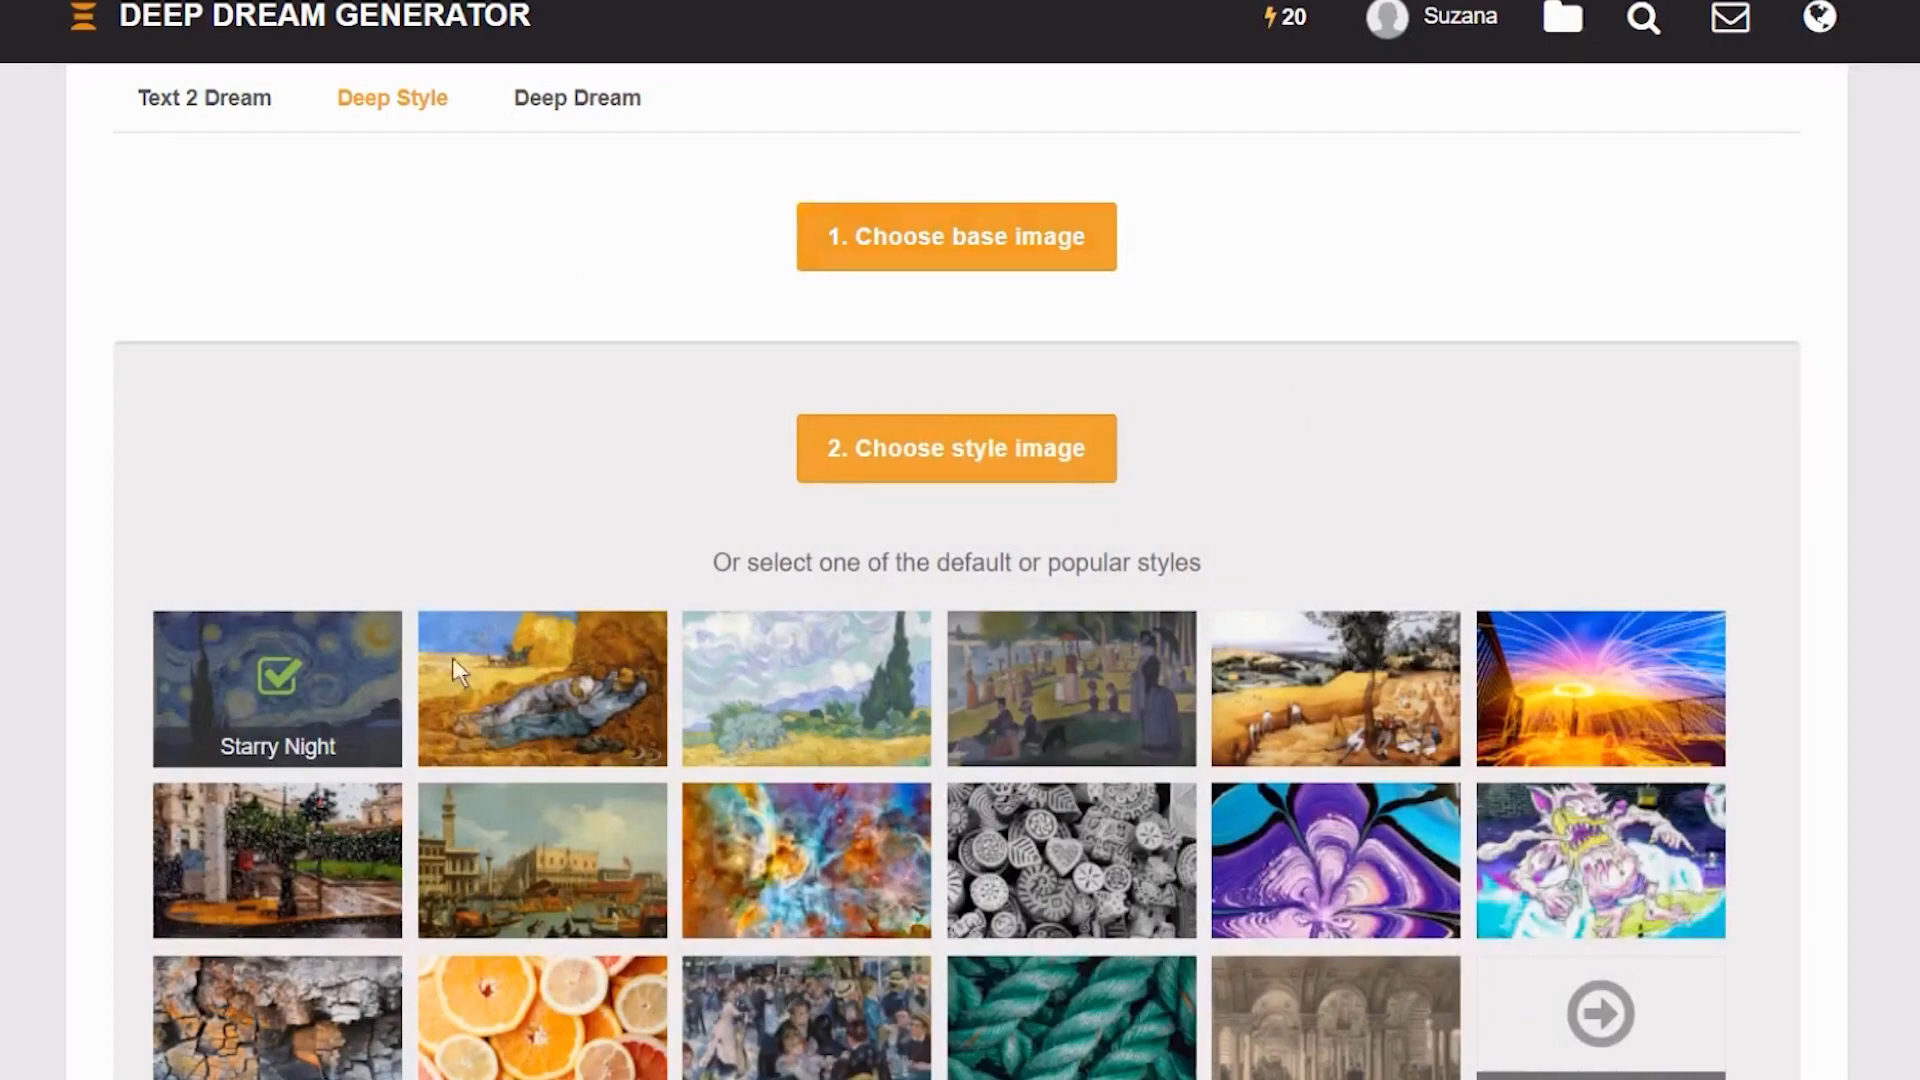 DEEP DREAM GENERATOR
20
Suzana
Text 2 Dream
Deep Style
Deep Dream
1. Choose base image
2. Choose style image
Or select one of the default or popular styles
Starry Night